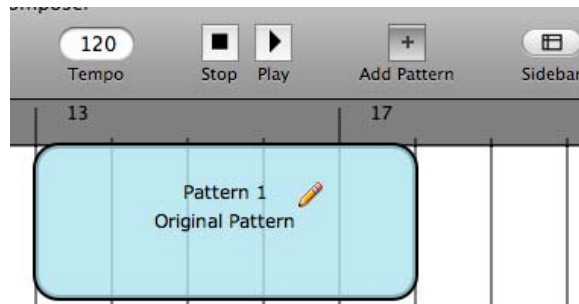 120
Tempo Stop Play Add Pattern Sidebar
13 17
Pattern 1
Original Pattern